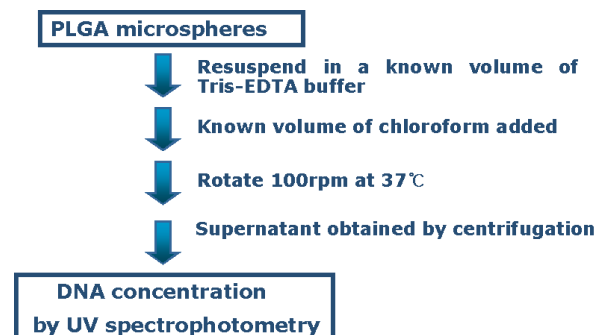 PLGA microspheres
Resuspend in a known volume of
Tris-EDTA buffer
Known volume of chloroform added
Rotate 100rpm at 37℃
Supernatant obtained by centrifugation
DNA concentration
by UV spectrophotometry